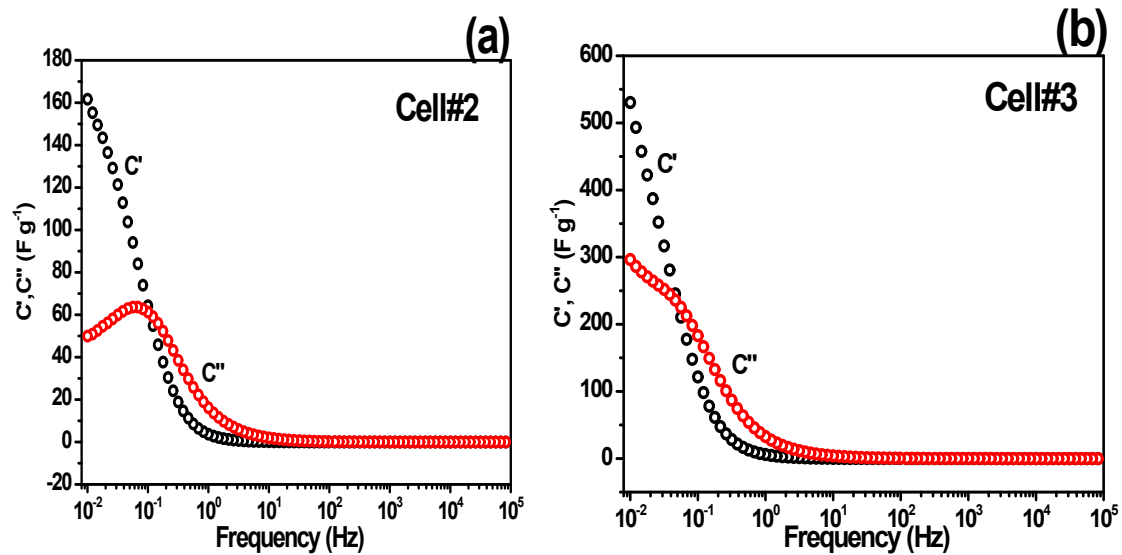 (a)
Cell#2
C'
C"
C',C" (F g⁻¹)
180
160
140
120
100
80
60
40
20
0
-20
10⁻² 10⁻¹ 10⁰ 10¹ 10² 10³ 10⁴ 10⁵
Frequency (Hz)
(b)
Cell#3
C'
C"
C', C" (F g⁻¹)
600
500
400
300
200
100
0
10⁻² 10⁻¹ 10⁰ 10¹ 10² 10³ 10⁴ 10⁵
Frequency (Hz)